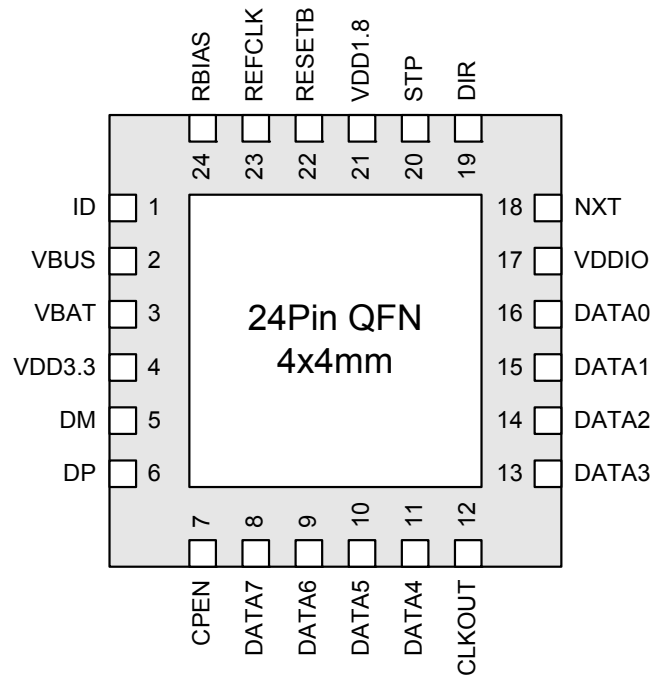 RBIAS
REFCLK
RESETB
VDD1.8
STP
DIR
24
23
22
21
20
19
ID 1
VBUS 2
VBAT 3
VDD3.3 4
DM 5
DP 6
24Pin QFN
4x4mm
18 NXT
17 VDDIO
16 DATA0
15 DATA1
14 DATA2
13 DATA3
7
8
9
10
11
12
CPEN
DATA7
DATA6
DATA5
DATA4
CLKOUT